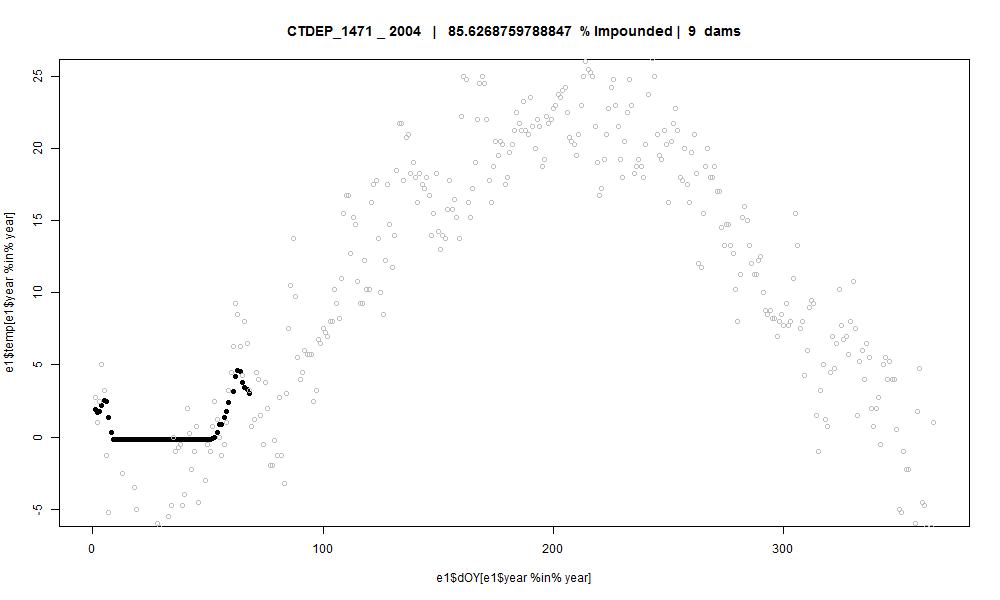 CTDEP_1471 _ 2004 | 85.6268759788847 % Impounded | 9 dams
25
20
15
10
5
0
-5
e1$temp[e1$year %in% year]
0 100 200 300
e1$dOY[e1$year %in% year]